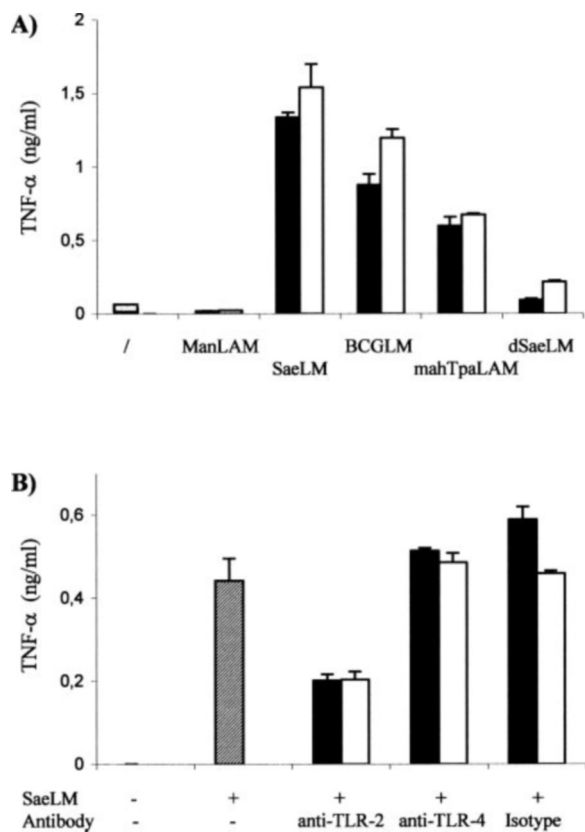 A)
2
1,5
1
0,5
0
TNF-α (ng/ml)
/ ManLAM BCGLM dSaeLM
SaeLM mahTpaLAM
B)
0,6
0,4
0,2
0
TNF-α (ng/ml)
SaeLM - + + + +
Antibody - - anti-TLR-2 anti-TLR-4 Isotype